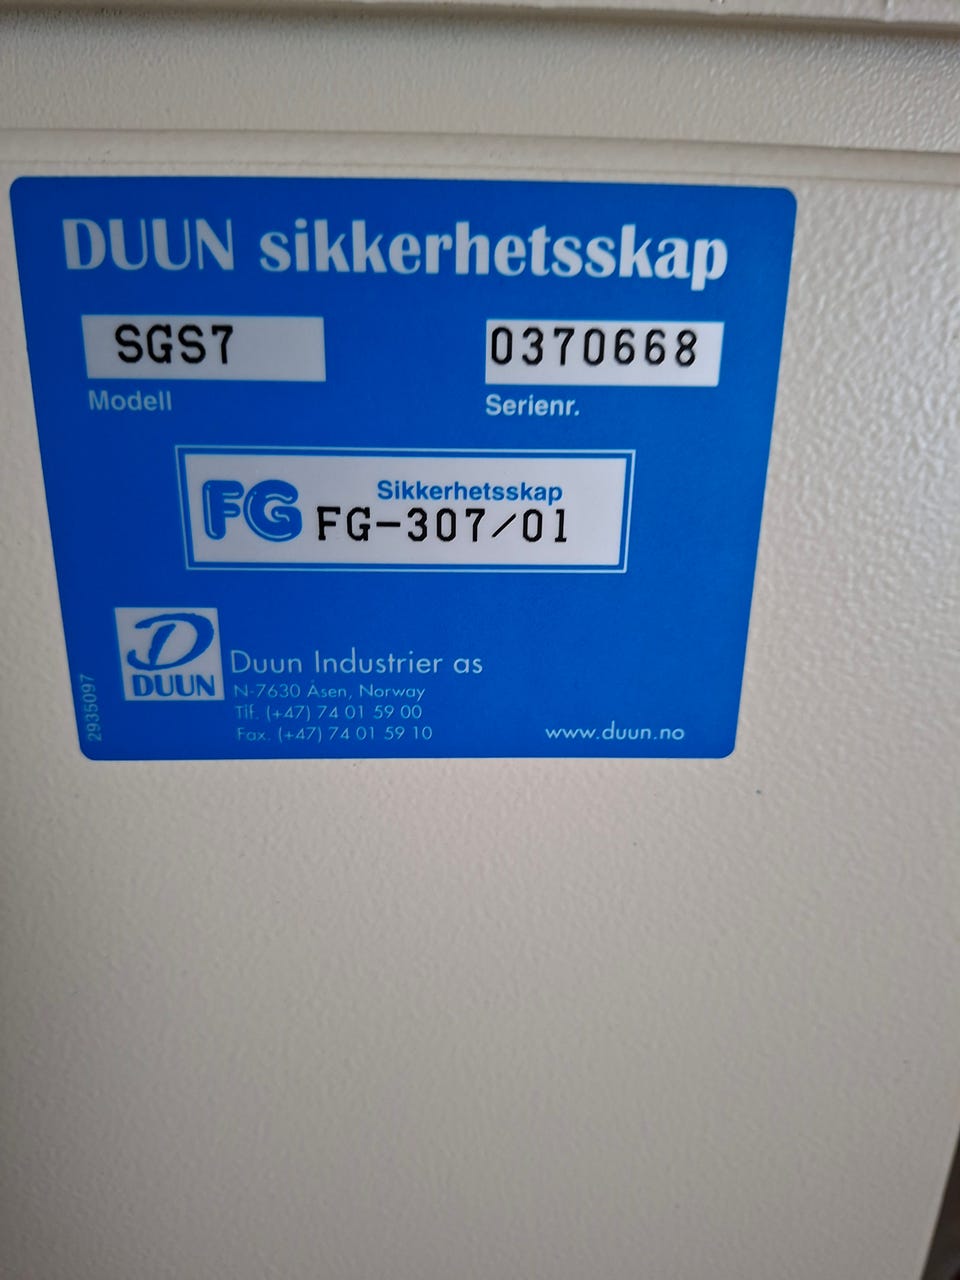 DUUN sikkerhetsskap
SGS7 0370668
Modell Serienr.
FG Sikkerhetsskap
FG-307/01
DUUN
Duun Industrier as
N-7630 Åsen, Norway
Tlf. (+47) 74 01 59 00
Fax. (+47) 74 01 59 10
www.duun.no
2935097